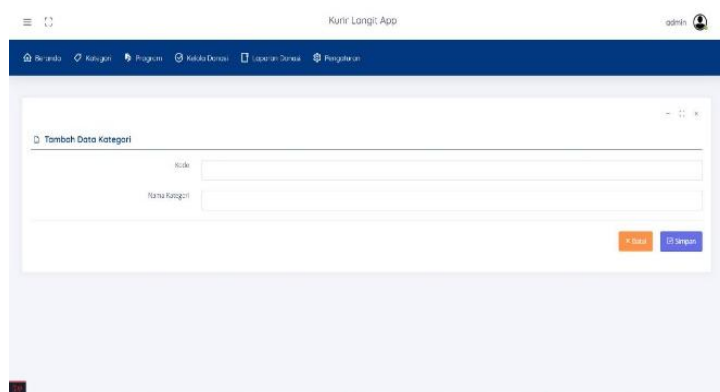 Kurir Langit App
admin
Beranda Kategori Program Kelola Donasi Laporan Donasi Pengaturan
Tambah Data Kategori
Kode
Nama Kategori
× Batal Simpan